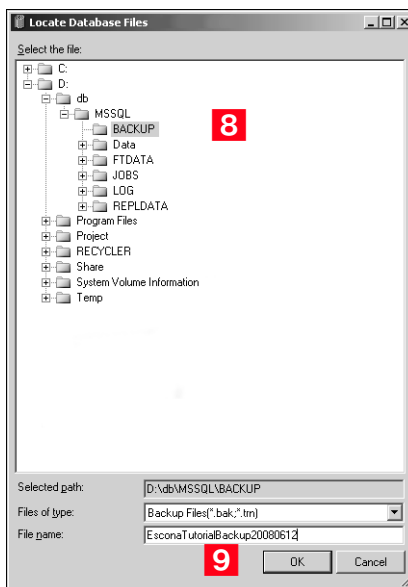 Locate Database Files
Select the file:
C:
D:
db
MSSQL
8
BACKUP
Data
FTDATA
JOBS
LOG
REPLDATA
Program Files
Project
RECYCLER
Share
System Volume Information
Temp
Selected path:
D:\db\MSSQL\BACKUP
Files of type:
Backup Files(*.bak;*.trn)
File name:
EsconaTutorialBackup20080612
9
OK
Cancel